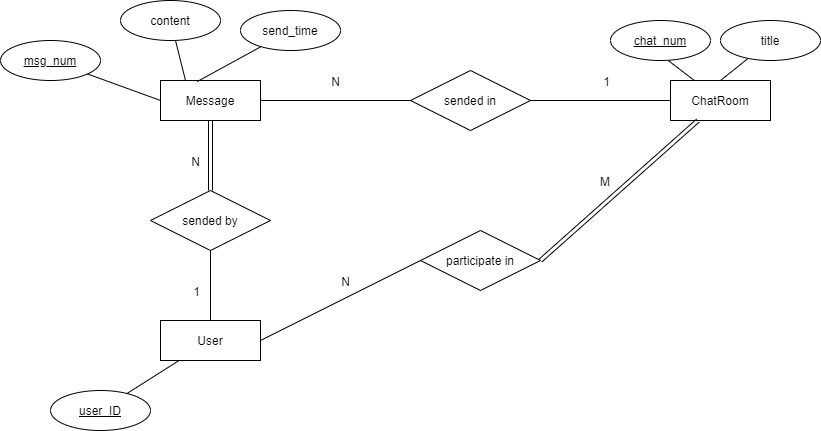 content
send_time
chat_num
title
msg_num
Message
N
sended in
1
ChatRoom
N
M
sended by
participate in
N
1
User
user_ID